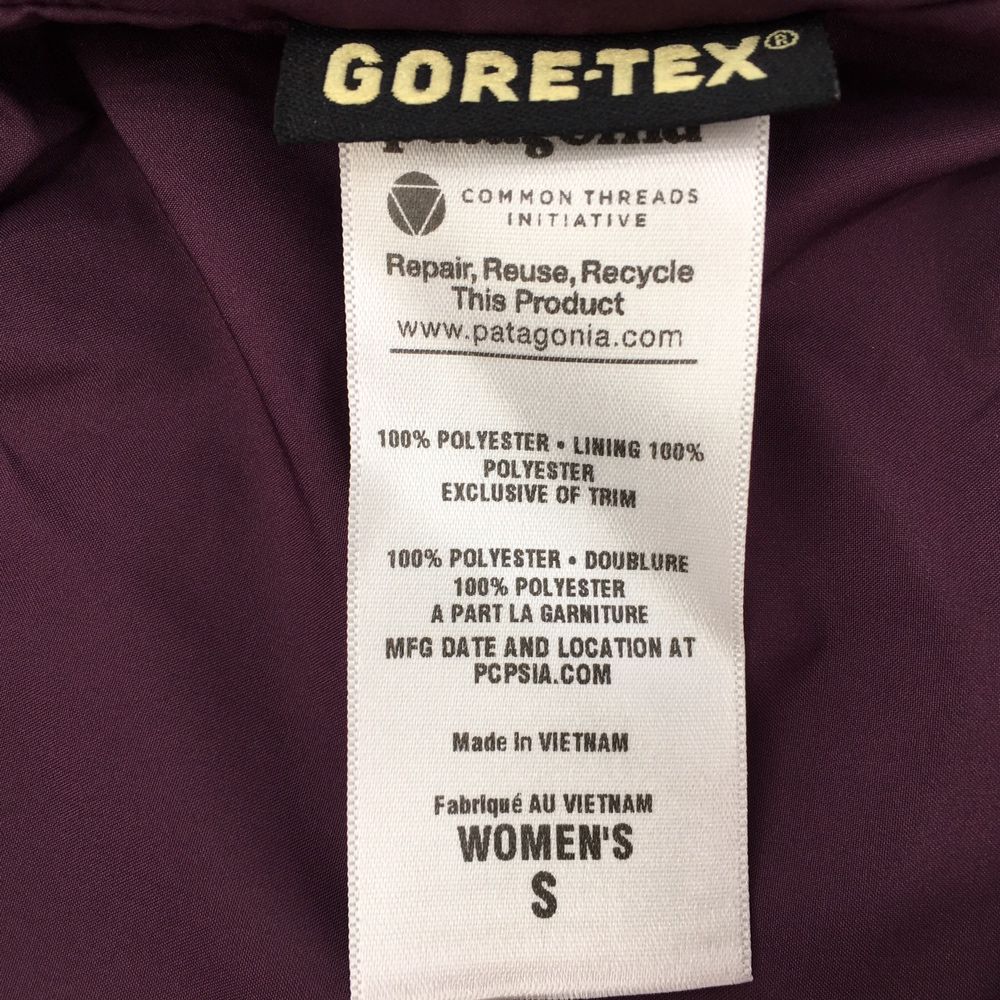 GORE-TEX®
patagonia
COMMON THREADS
INITIATIVE
Repair, Reuse, Recycle
This Product
www.patagonia.com
100% POLYESTER • LINING 100%
POLYESTER
EXCLUSIVE OF TRIM
100% POLYESTER • DOUBLURE
100% POLYESTER
A PART LA GARNITURE
MFG DATE AND LOCATION AT
PCPSIA.COM
Made in VIETNAM
Fabriqué AU VIETNAM
WOMEN'S
S